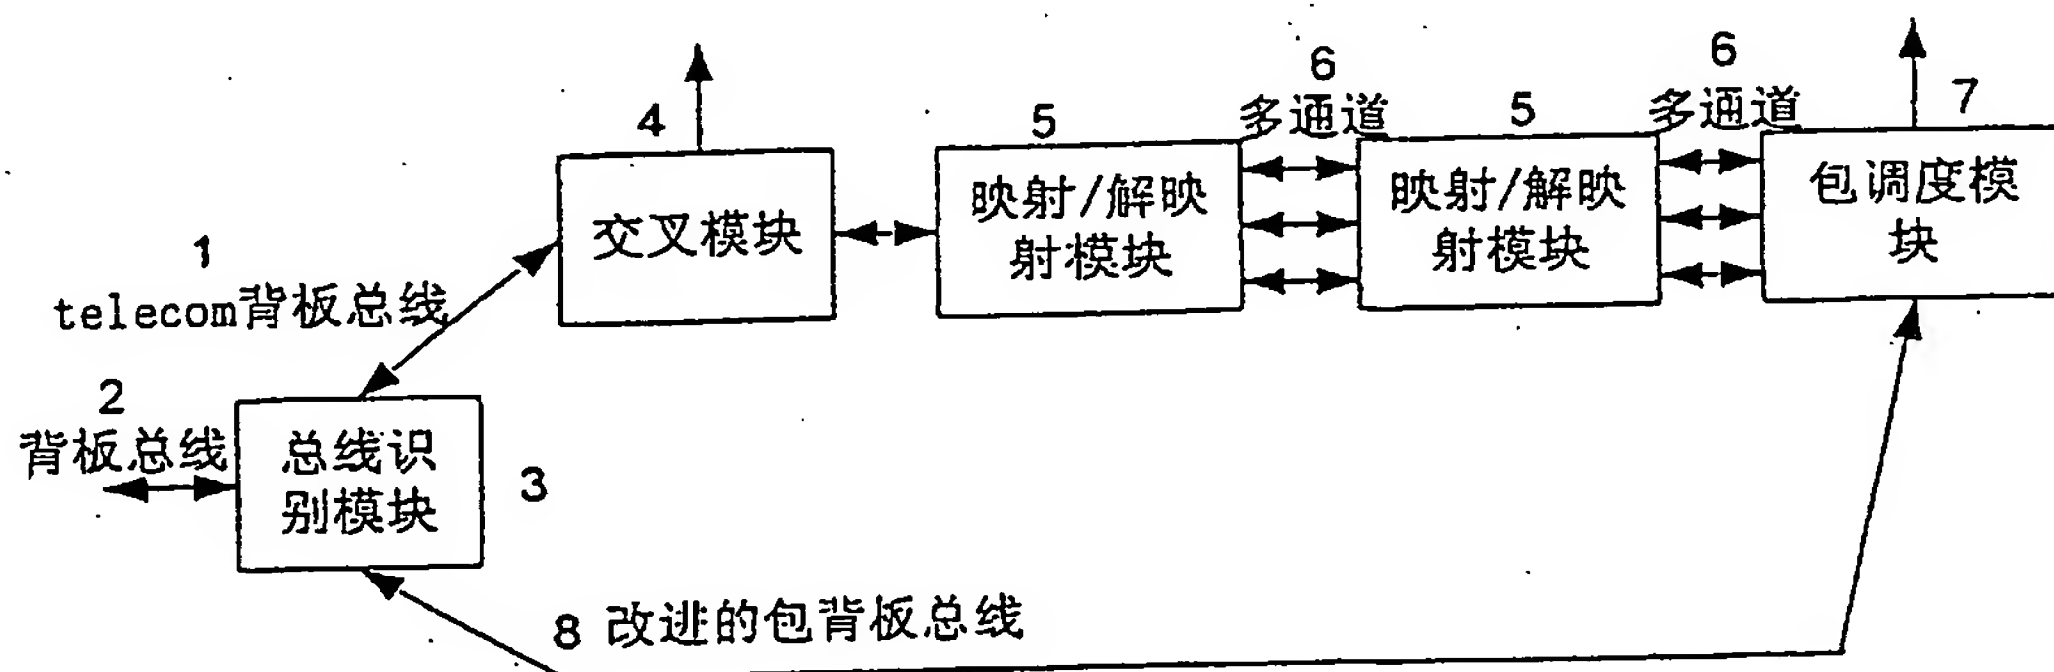 6
6
多通道
多通道
4
5
5
7
交叉模块
映射/解映
射模块
映射/解映
射模块
包调度模
块
1
telecom背板总线
2
背板总线
总线识
别模块
3
8 改进的包背板总线